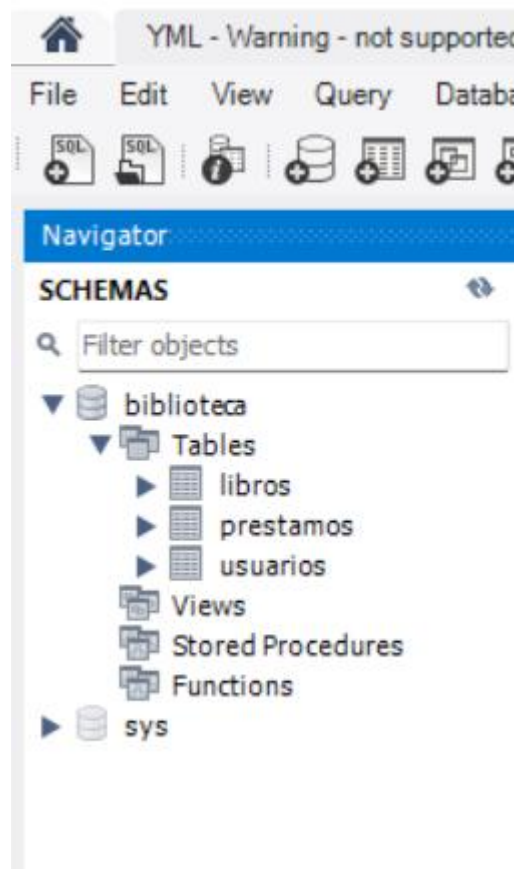 YML - Warning - not supported
File Edit View Query Databa
SQL SQL
Navigator
SCHEMAS
Filter objects
biblioteca
Tables
libros
prestamos
usuarios
Views
Stored Procedures
Functions
sys